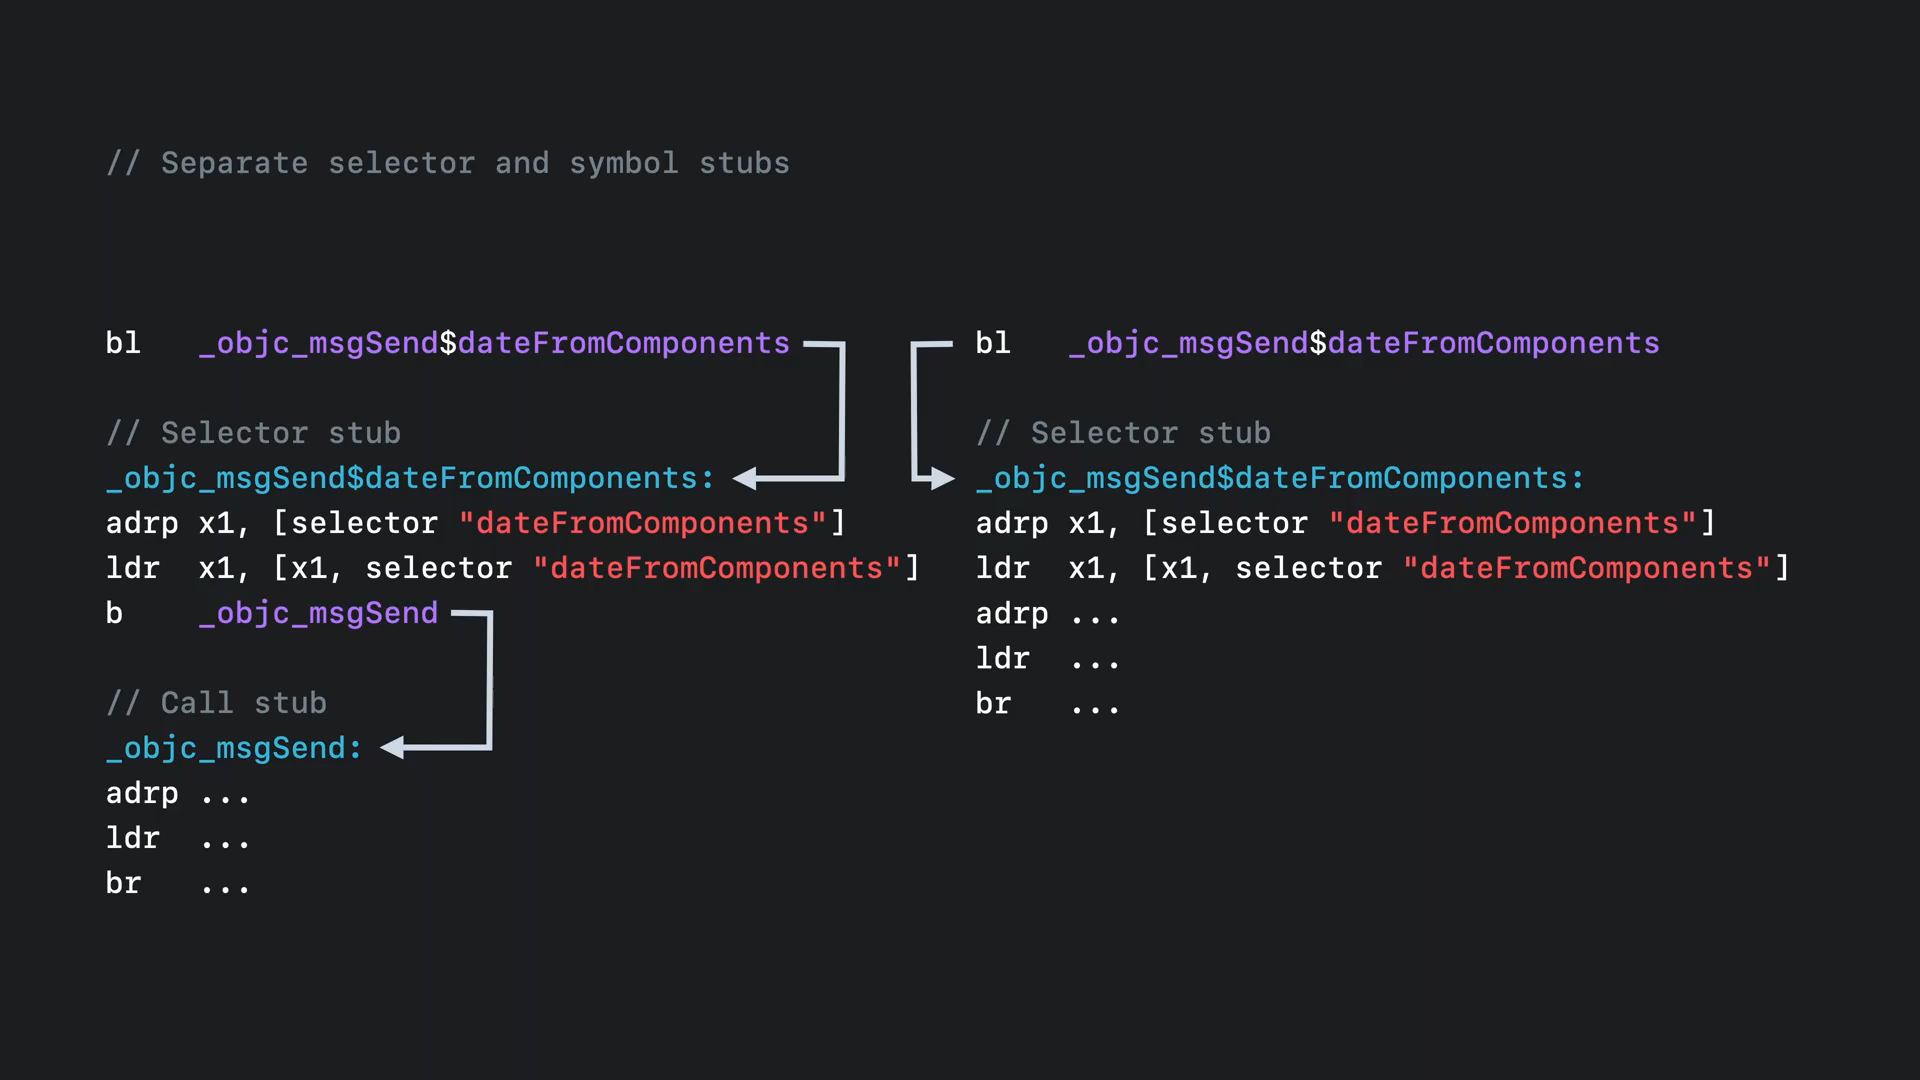 // Separate selector and symbol stubs
bl   _objc_msgSend$dateFromComponents
// Selector stub
_objc_msgSend$dateFromComponents:
adrp x1, [selector "dateFromComponents"]
ldr  x1, [x1, selector "dateFromComponents"]
b    _objc_msgSend
// Call stub
_objc_msgSend:
adrp ...
ldr  ...
br   ...
bl   _objc_msgSend$dateFromComponents
// Selector stub
_objc_msgSend$dateFromComponents:
adrp x1, [selector "dateFromComponents"]
ldr  x1, [x1, selector "dateFromComponents"]
adrp ...
ldr  ...
br   ...